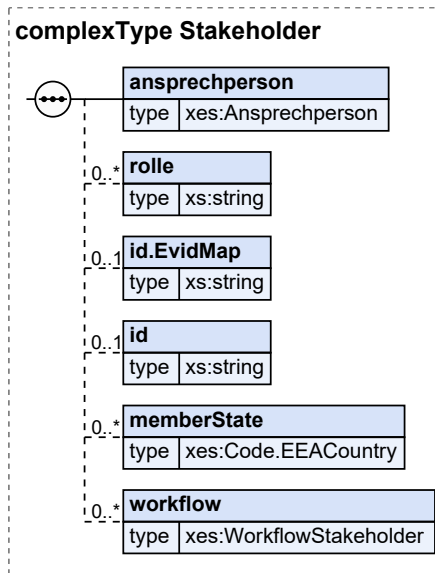 complexType Stakeholder
ansprechperson
type xes:Ansprechperson
0..* rolle
type xs:string
0..1 id.EvidMap
type xs:string
0..1 id
type xs:string
0..* memberState
type xes:Code.EEACountry
0..* workflow
type xes:WorkflowStakeholder